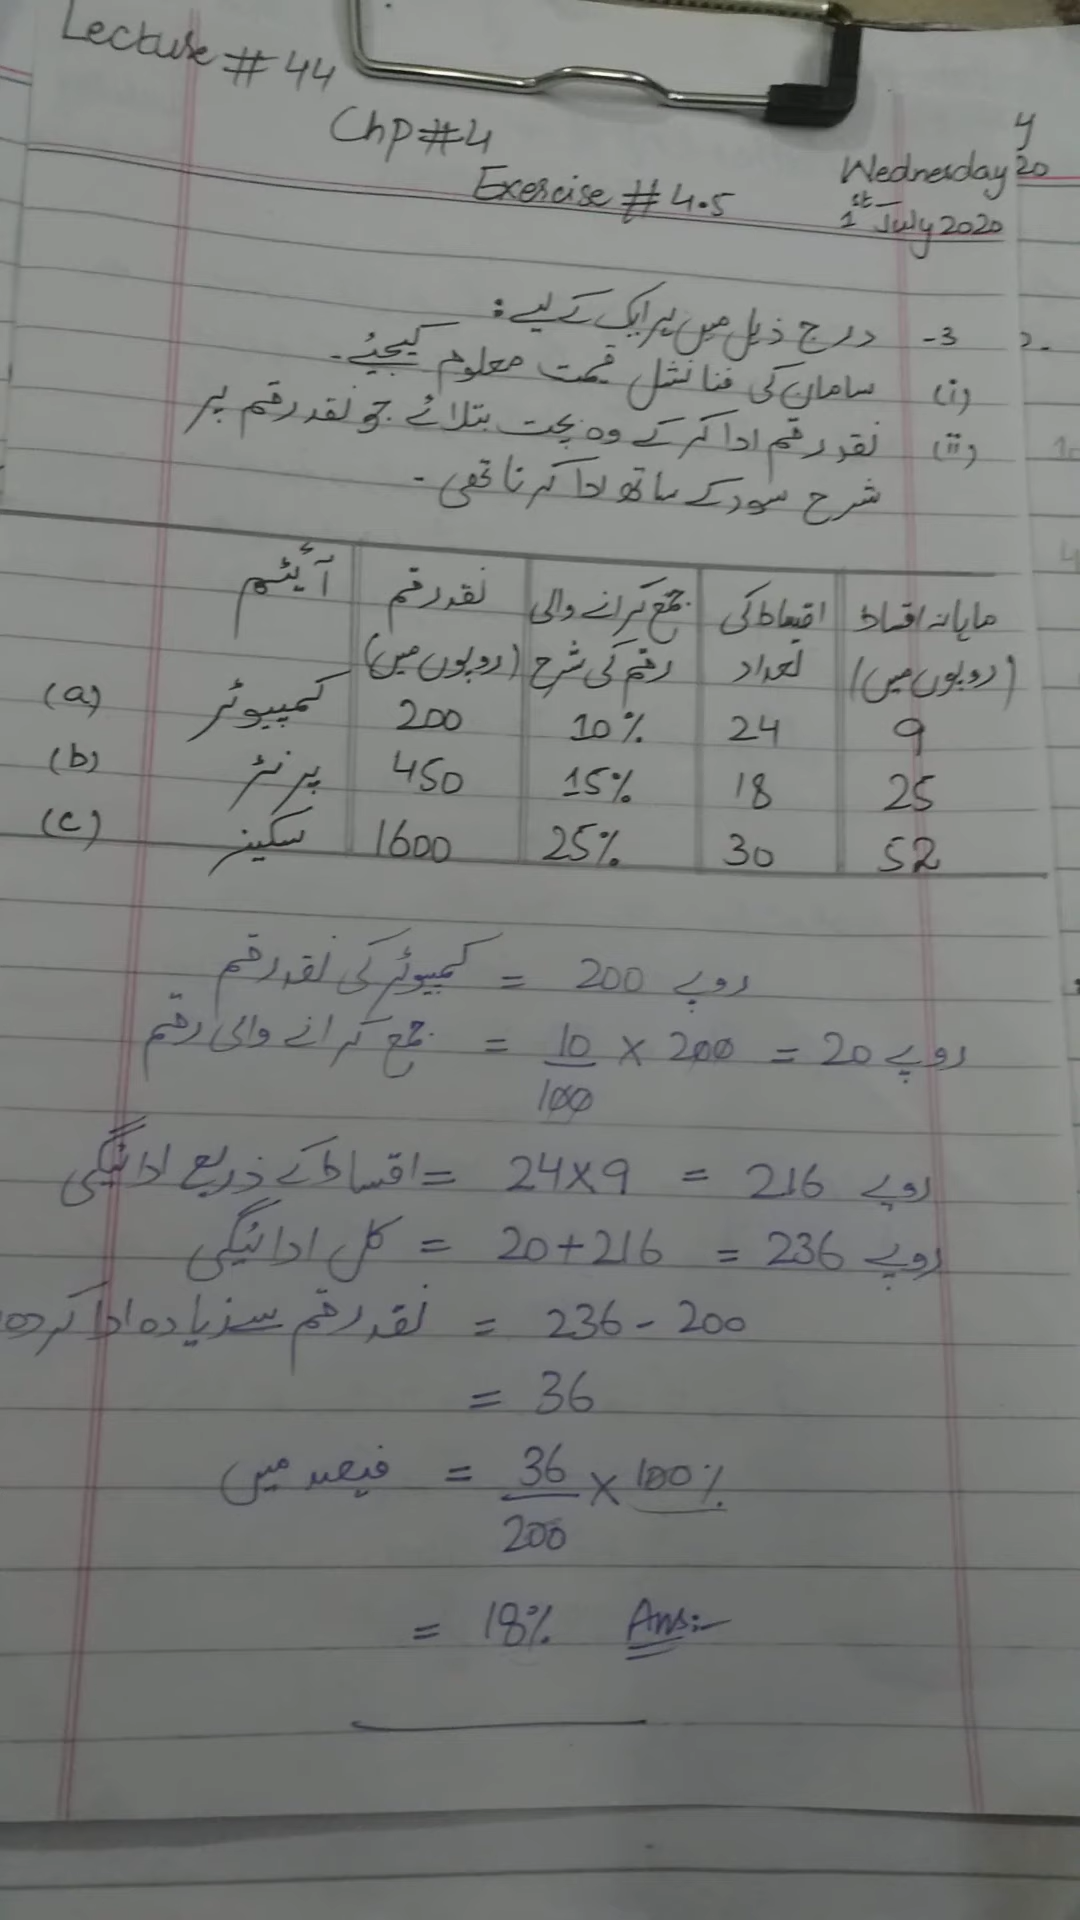 Lecture # 44
Chp #4
Exercise # 4.5
Wednesday
1st July 2020
3- درج ذیل میں ہر ایک کے لیے:
(i) سامان کی فنانشل قیمت معلوم کیجئے۔
(ii) نقد رقم ادا کر کے وہ بچت بتلائے جو نقد رقم پر
شرح سود کے ساتھ ادا کرنا تھی۔
آئیٹم | نقد رقم (روپوں میں) | جمع کرانے والی رقم کی شرح | اقساط کی تعداد | ماہانہ اقساط (روپوں میں)
(a) کمپیوٹر 200 10% 24 9
(b) پرنٹر 450 15% 18 25
(c) سکینر 1600 25% 30 52
کمپیوٹر کی نقد رقم = 200 روپے
جمع کرانے والی رقم = 10/100 × 200 = 20 روپے
اقساط کے ذریع ادائیگی = 24×9 = 216 روپے
کل ادائیگی = 20+216 = 236 روپے
نقد رقم سے زیادہ ادا کردہ = 236 - 200
= 36
فیصد میں = 36/200 × 100%
= 18% Ans:-